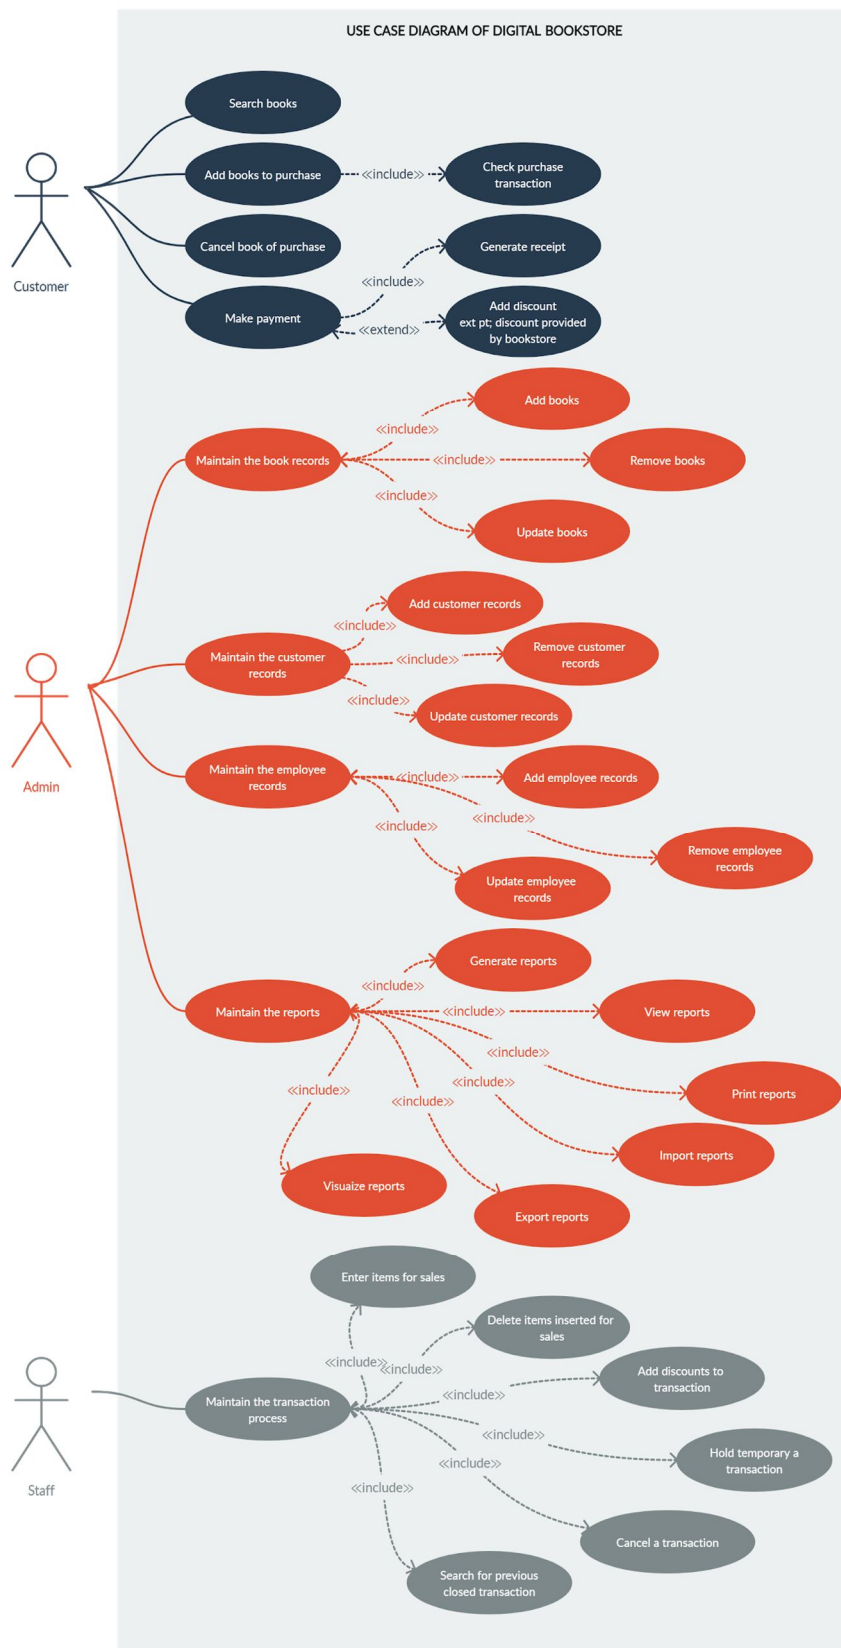 USE CASE DIAGRAM OF DIGITAL BOOKSTORE
Search books
Add books to purchase
«include»
Check purchase
transaction
Cancel book of purchase
Generate receipt
«include»
Customer
Make payment
«extend»
Add discount
ext pt; discount provided
by bookstore
Add books
«include»
Maintain the book records
«include»
Remove books
«include»
Update books
Add customer records
«include»
Maintain the customer
records
«include»
Remove customer
records
«include»
Update customer records
Admin
Maintain the employee
records
«include»
Add employee records
«include»
«include»
Remove employee
records
Update employee
records
Generate reports
«include»
Maintain the reports
«include»
View reports
«include»
«include»
«include»
«include»
Print reports
Import reports
Visuaize reports
Export reports
Enter items for sales
Delete items inserted for
sales
«include»
«include»
Add discounts to
transaction
«include»
Maintain the transaction
process
«include»
Hold temporary a
transaction
«include»
«include»
Staff
Cancel a transaction
Search for previous
closed transaction